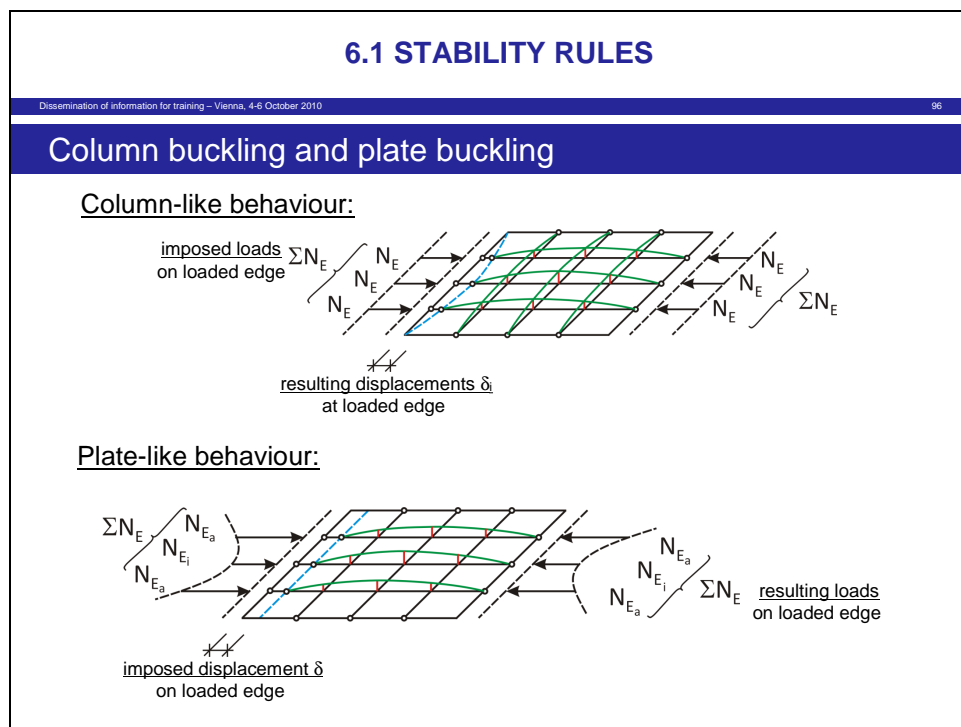 6.1 STABILITY RULES
Dissemination of information for training – Vienna, 4-6 October 2010 96
Column buckling and plate buckling
Column-like behaviour:
imposed loads
on loaded edge
ΣN_E
N_E
N_E
N_E
N_E
N_E
N_E
ΣN_E
resulting displacements δ_i
at loaded edge
Plate-like behaviour:
ΣN_E
N_Ea
N_Ei
N_Ea
N_Ea
N_Ei
N_Ea
ΣN_E
resulting loads
on loaded edge
imposed displacement δ
on loaded edge